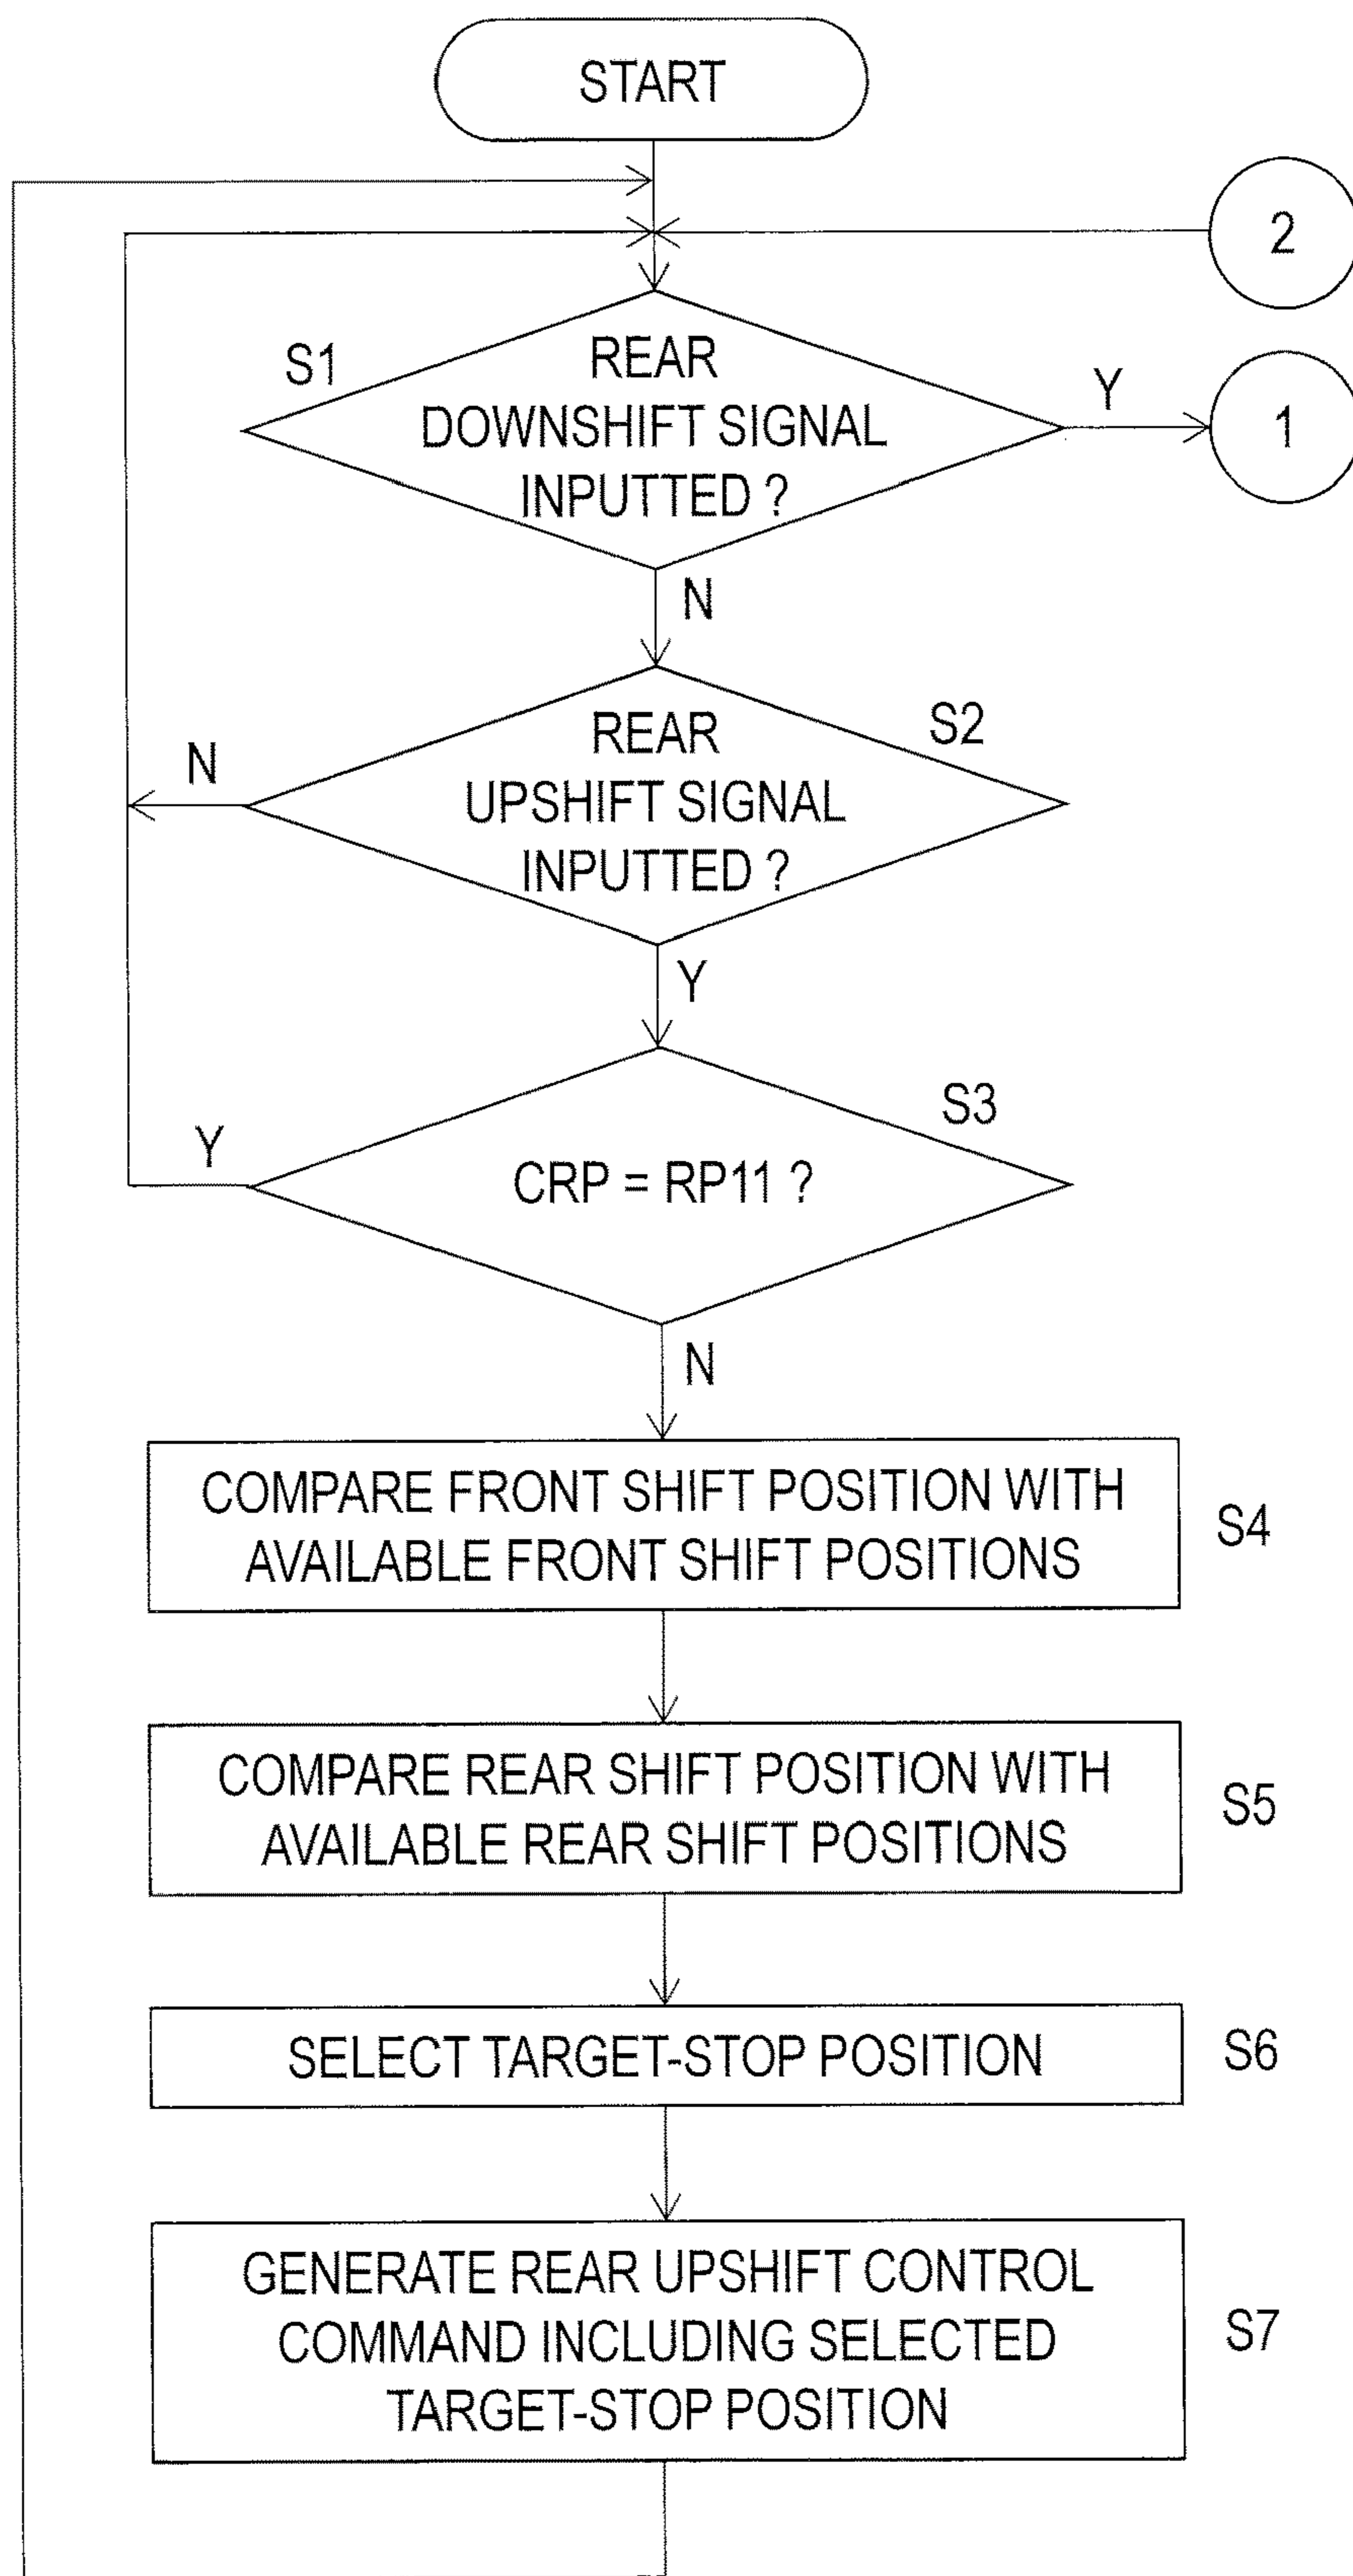 START
2
S1
REAR
DOWNSHIFT SIGNAL
INPUTTED ?
Y
1
N
REAR
UPSHIFT SIGNAL
INPUTTED ?
S2
N
Y
CRP = RP11 ?
S3
Y
N
COMPARE FRONT SHIFT POSITION WITH
AVAILABLE FRONT SHIFT POSITIONS
S4
COMPARE REAR SHIFT POSITION WITH
AVAILABLE REAR SHIFT POSITIONS
S5
SELECT TARGET-STOP POSITION
S6
GENERATE REAR UPSHIFT CONTROL
COMMAND INCLUDING SELECTED
TARGET-STOP POSITION
S7